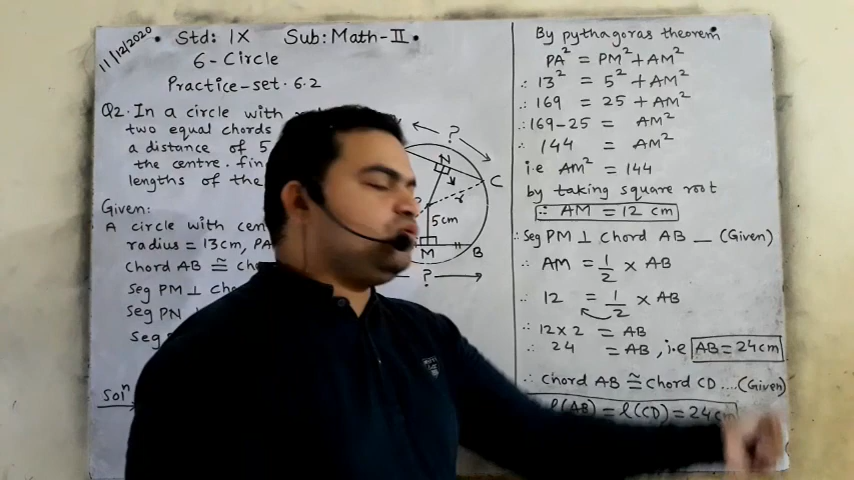 11/12/2020
• Std: IX Sub: Math-II •
6-Circle
Practice-set. 6.2
Q2. In a circle with
two equal chords
a distance of 5
the centre. fin
lengths of the
Given:
A circle with cen
radius = 13cm, PA
Chord AB ≅ ch
Seg PM ⊥ cho
Seg PN ⊥
Seg
Solⁿ
?
N
C
r
5cm
M
B
?
By pythagoras theorem
PA² = PM² + AM²
∴ 13² = 5² + AM²
∴ 169 = 25 + AM²
∴ 169-25 = AM²
∴ 144 = AM²
i.e AM² = 144
by taking square root
∴ AM = 12 cm
∴ Seg PM ⊥ Chord AB — (Given)
∴ AM = 1/2 × AB
∴ 12 = 1/2 × AB
∴ 12×2 = AB
∴ 24 = AB, i.e AB = 24cm
∴ Chord AB ≅ Chord CD ....(Given)
l(AB) = l(CD) = 24cm